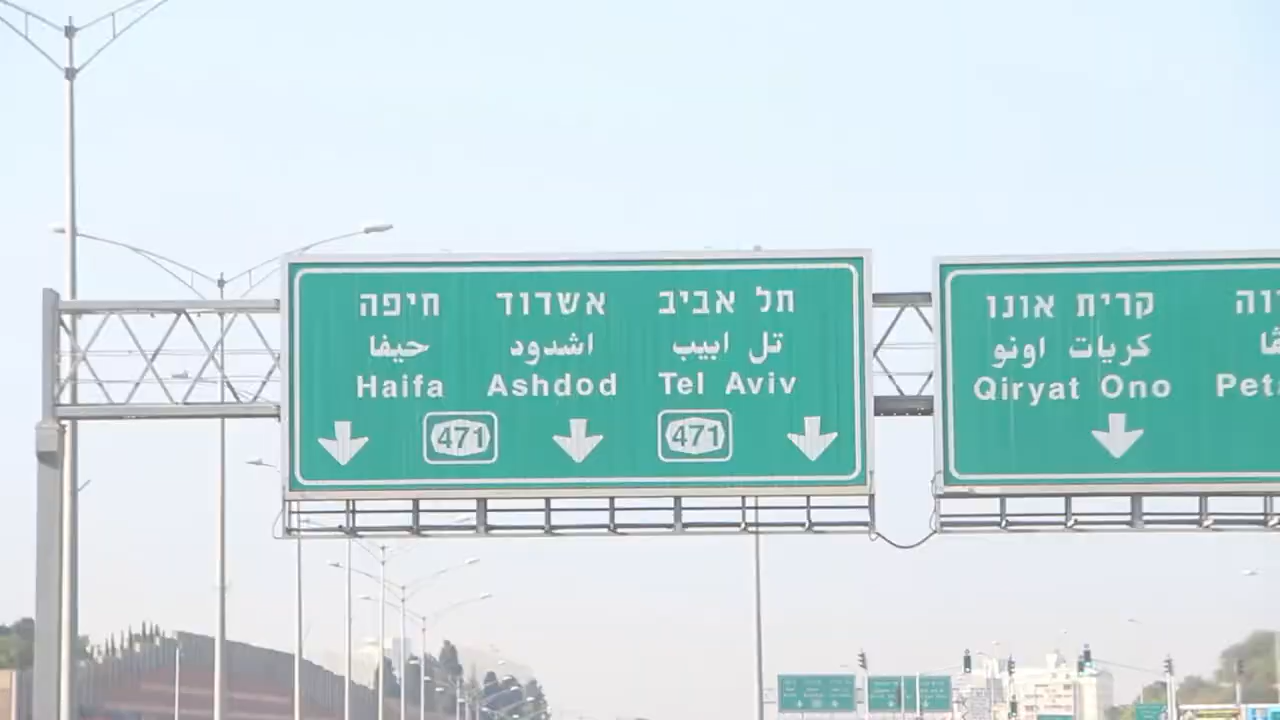 חיפה אשדוד תל אביב
حيفا اشدود تل ابيب
Haifa Ashdod Tel Aviv
471 471
קרית אונו
كريات اونو
Qiryat Ono